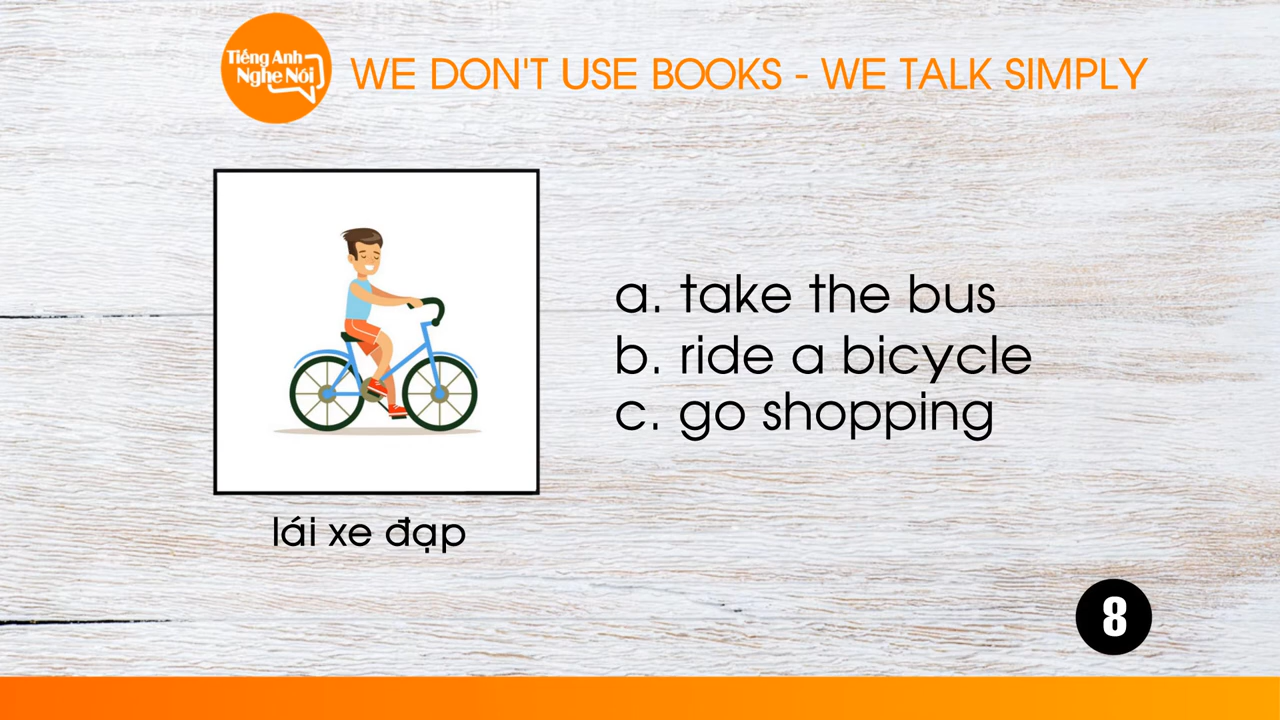 Tiếng Anh
Nghe Nói
WE DON'T USE BOOKS - WE TALK SIMPLY
a. take the bus
b. ride a bicycle
c. go shopping
lái xe đạp
8